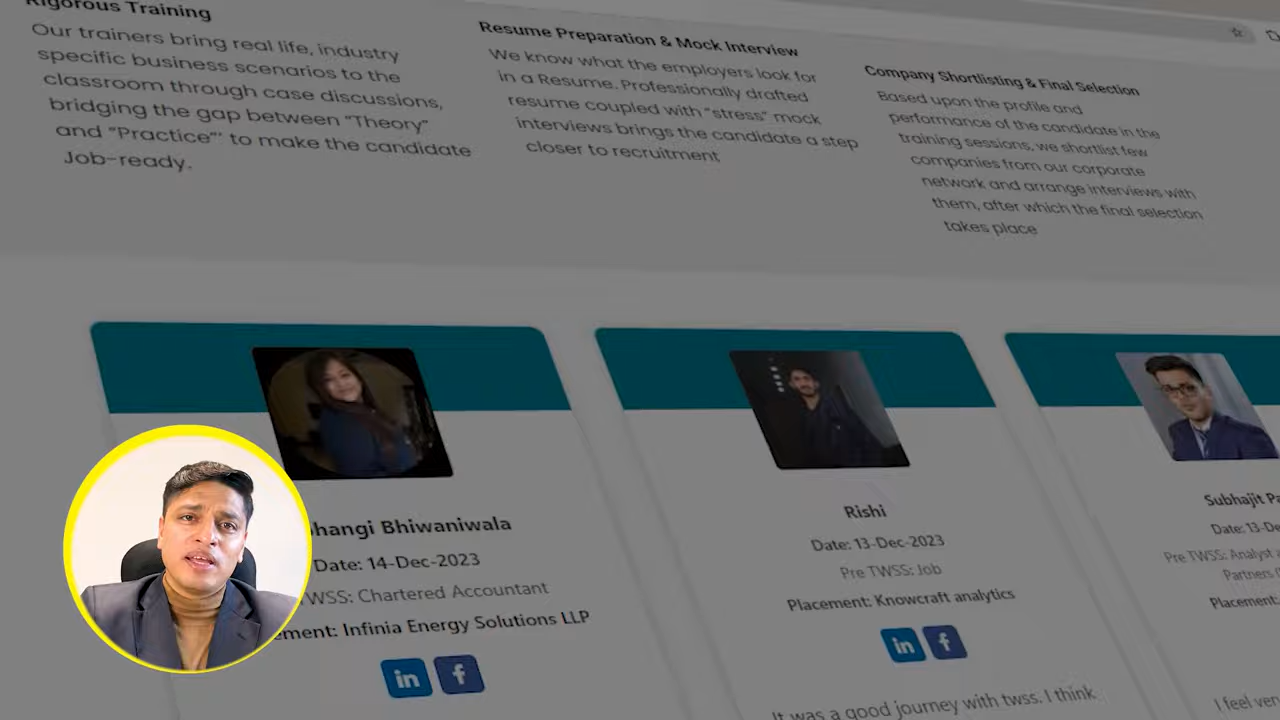 Rigorous Training
Our trainers bring real life, industry
specific business scenarios to the
classroom through case discussions,
bridging the gap between "Theory"
and "Practice"' to make the candidate
Job-ready.
Resume Preparation & Mock Interview
We know what the employers look for
in a Resume. Professionally drafted
resume coupled with "stress" mock
interviews brings the candidate a step
closer to recruitment
Company Shortlisting & Final Selection
Based upon the profile and
performance of the candidate in the
training sessions, we shortlist few
companies from our corporate
network and arrange interviews with
them, after which the final selection
takes place
Bhiwaniwala
Date: 14-Dec-2023
TWSS: Chartered Accountant
Infinia Energy Solutions LLP
in f
Rishi
Date: 13-Dec-2023
Pre TWSS: Job
Placement: Knowcraft analytics
in f
It was a good journey with twss. I think
Subhajit
Date: 13-
Pre TWSS: Analyst
Partners
Placement:
I feel